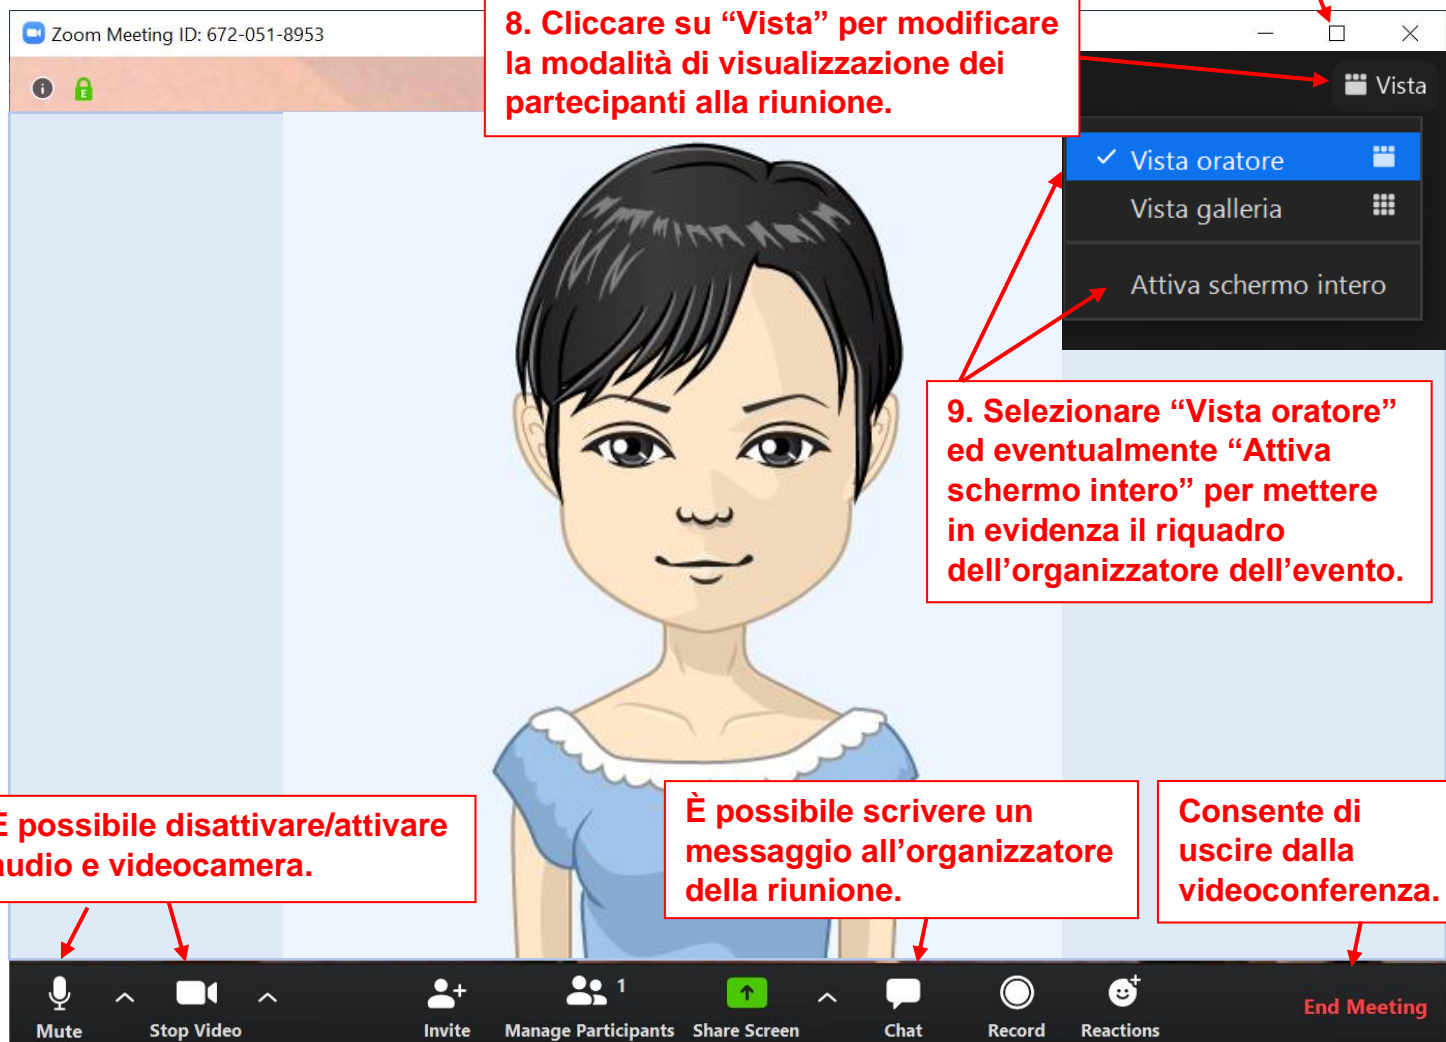 Zoom Meeting ID: 672-051-8953
8. Cliccare su “Vista” per modificare
la modalità di visualizzazione dei
partecipanti alla riunione.
Vista
Vista oratore
Vista galleria
Attiva schermo intero
9. Selezionare “Vista oratore”
ed eventualmente “Attiva
schermo intero” per mettere
in evidenza il riquadro
dell’organizzatore dell’evento.
È possibile disattivare/attivare
audio e videocamera.
È possibile scrivere un
messaggio all’organizzatore
della riunione.
Consente di
uscire dalla
videoconferenza.
1
Mute
Stop Video
Invite
Manage Participants
Share Screen
Chat
Record
Reactions
End Meeting